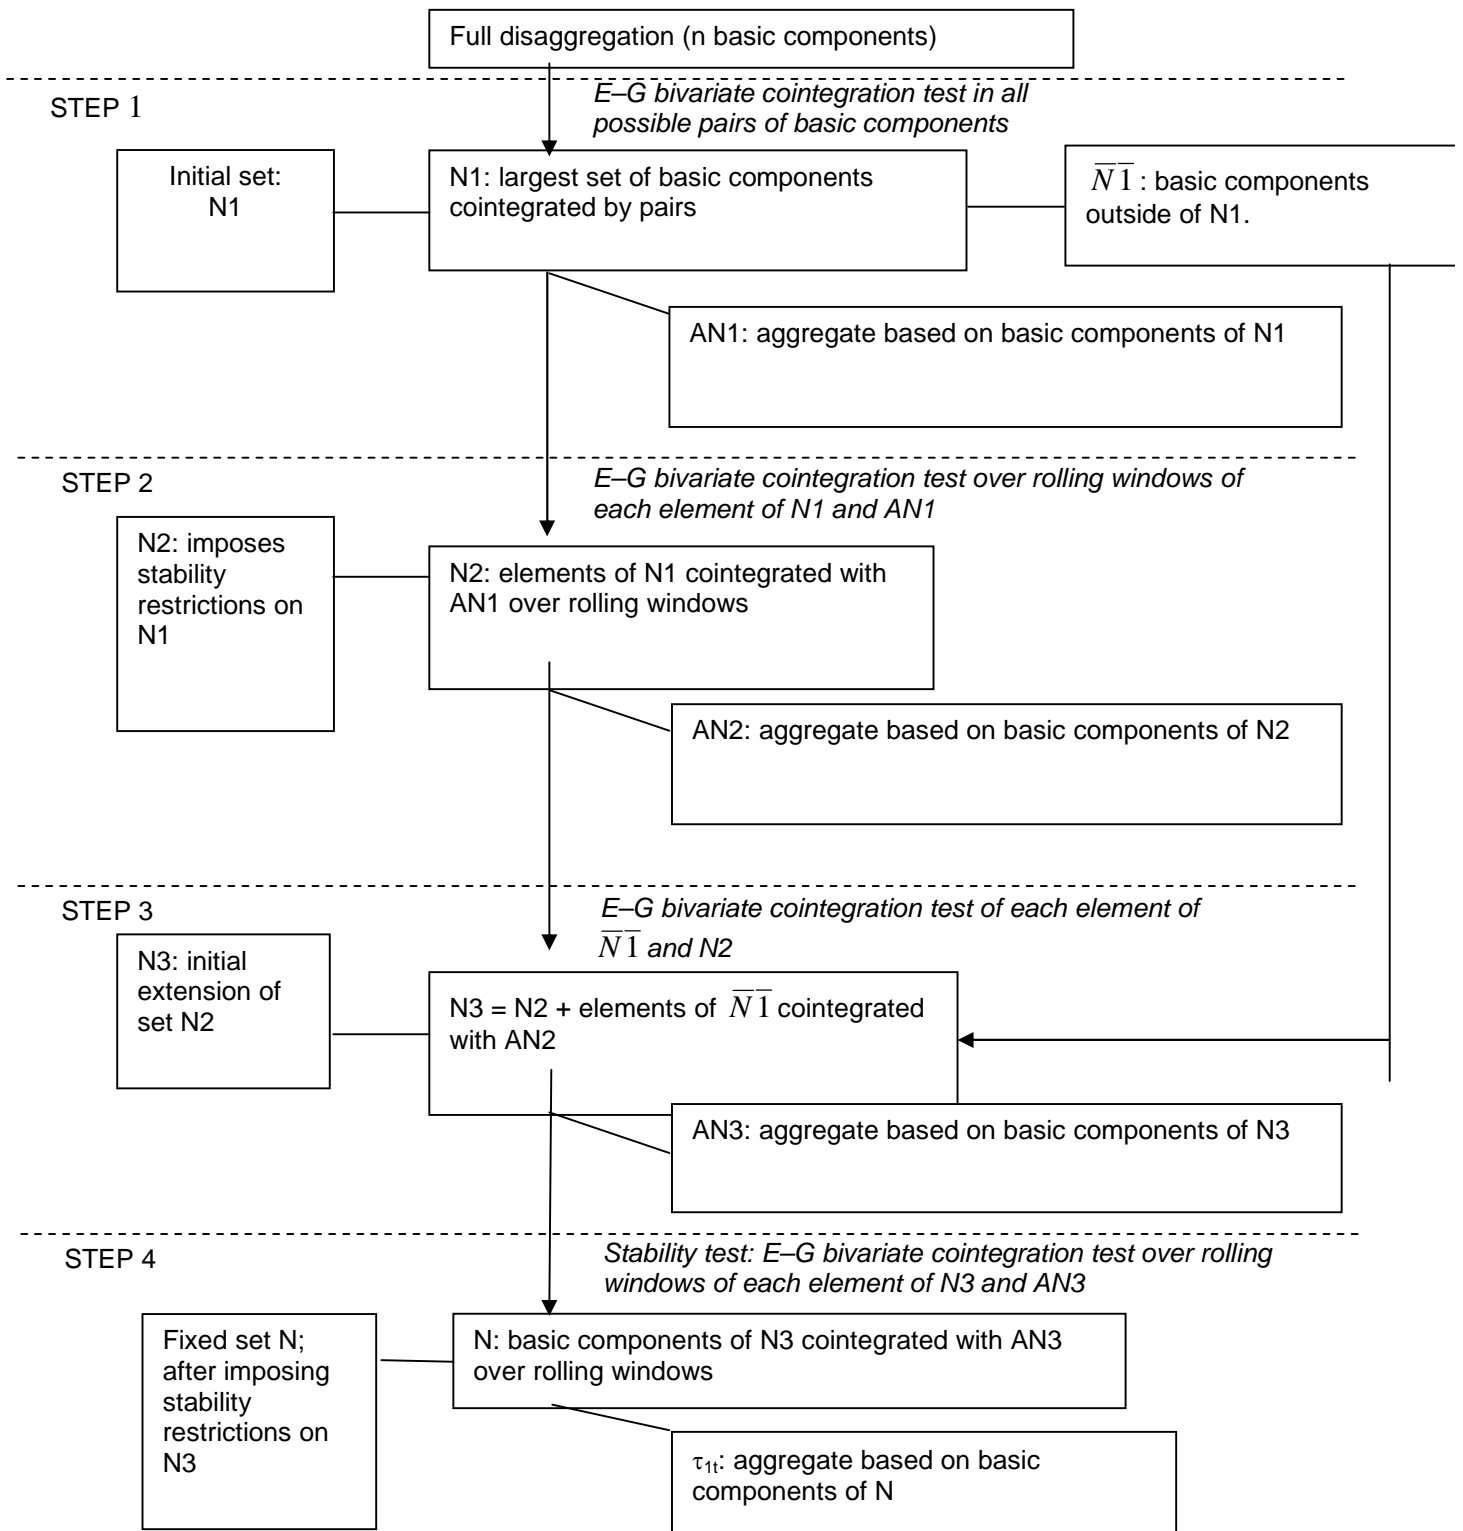 Full disaggregation (n basic components)
STEP 1
E–G bivariate cointegration test in all
possible pairs of basic components
Initial set:
N1
N1: largest set of basic components
cointegrated by pairs
N̅1̅ : basic components
outside of N1.
AN1: aggregate based on basic components of N1
STEP 2
E–G bivariate cointegration test over rolling windows of
each element of N1 and AN1
N2: imposes
stability
restrictions on
N1
N2: elements of N1 cointegrated with
AN1 over rolling windows
AN2: aggregate based on basic components of N2
STEP 3
E–G bivariate cointegration test of each element of
N̅1̅ and N2
N3: initial
extension of
set N2
N3 = N2 + elements of N̅1̅ cointegrated
with AN2
AN3: aggregate based on basic components of N3
STEP 4
Stability test: E–G bivariate cointegration test over rolling
windows of each element of N3 and AN3
Fixed set N;
after imposing
stability
restrictions on
N3
N: basic components of N3 cointegrated with AN3
over rolling windows
τ1t: aggregate based on basic
components of N